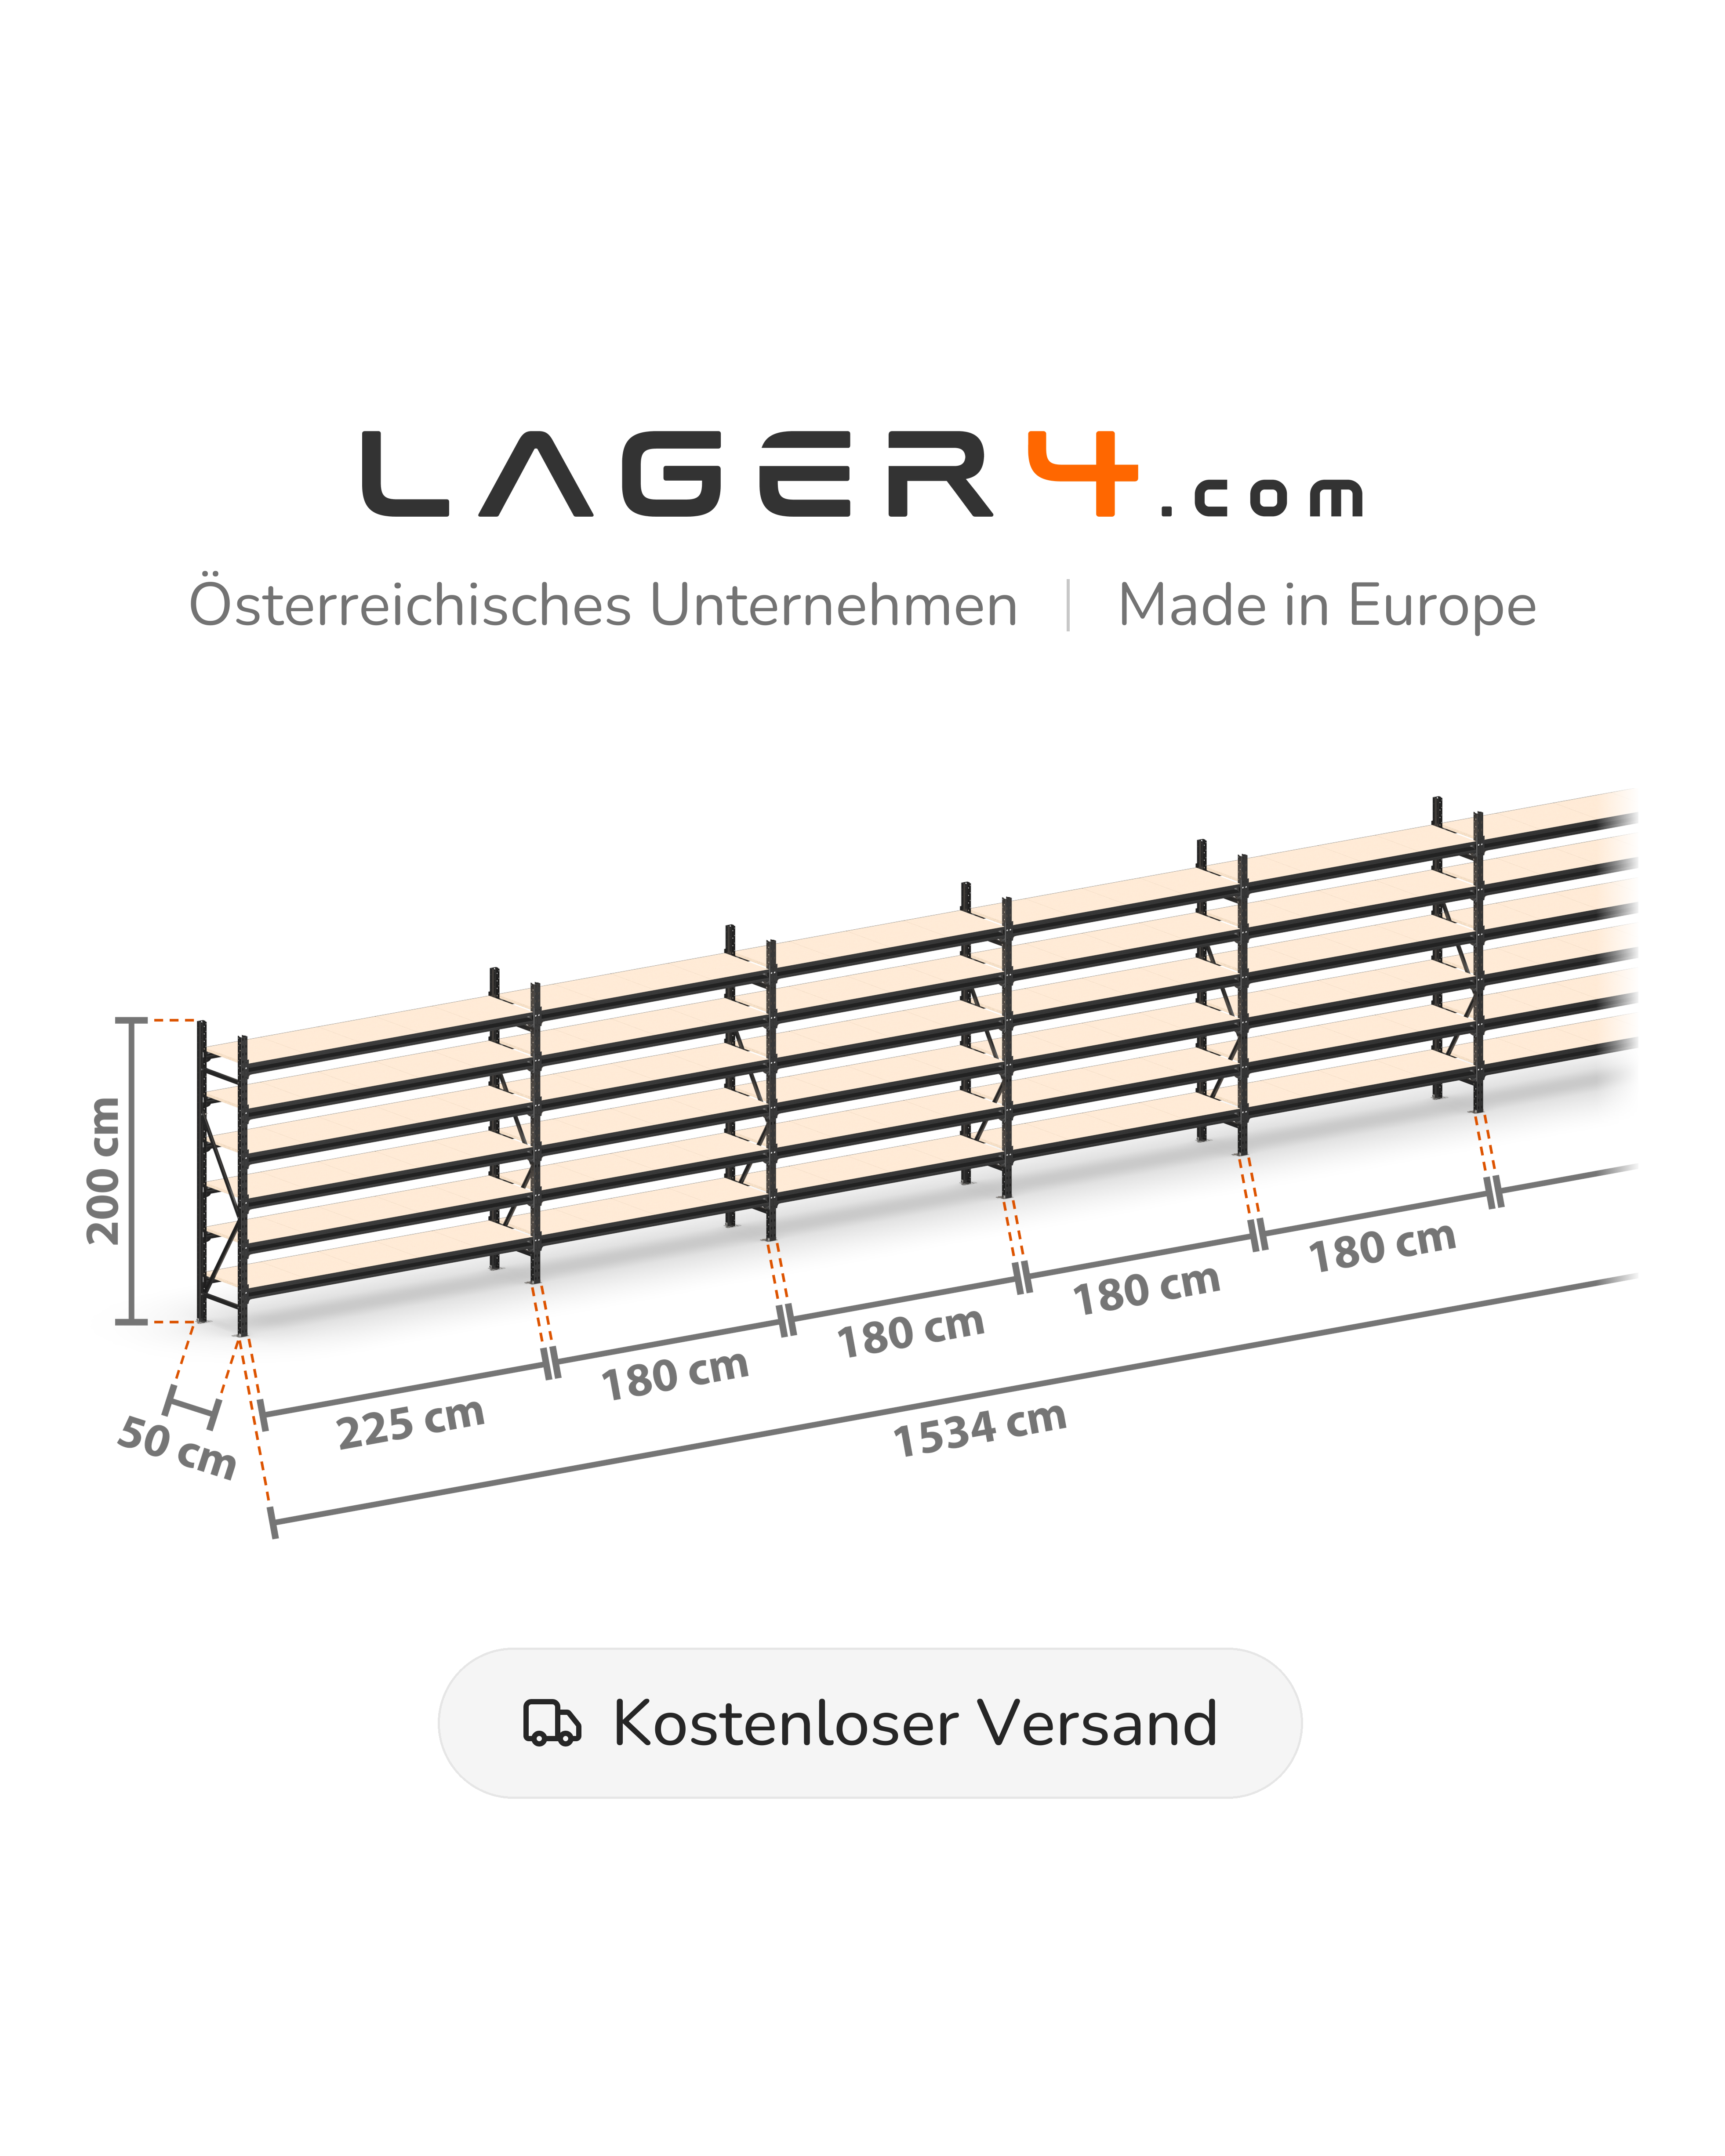 LAGER4.com
Österreichisches Unternehmen | Made in Europe
200 cm
50 cm
225 cm
180 cm
180 cm
180 cm
180 cm
1534 cm
Kostenloser Versand